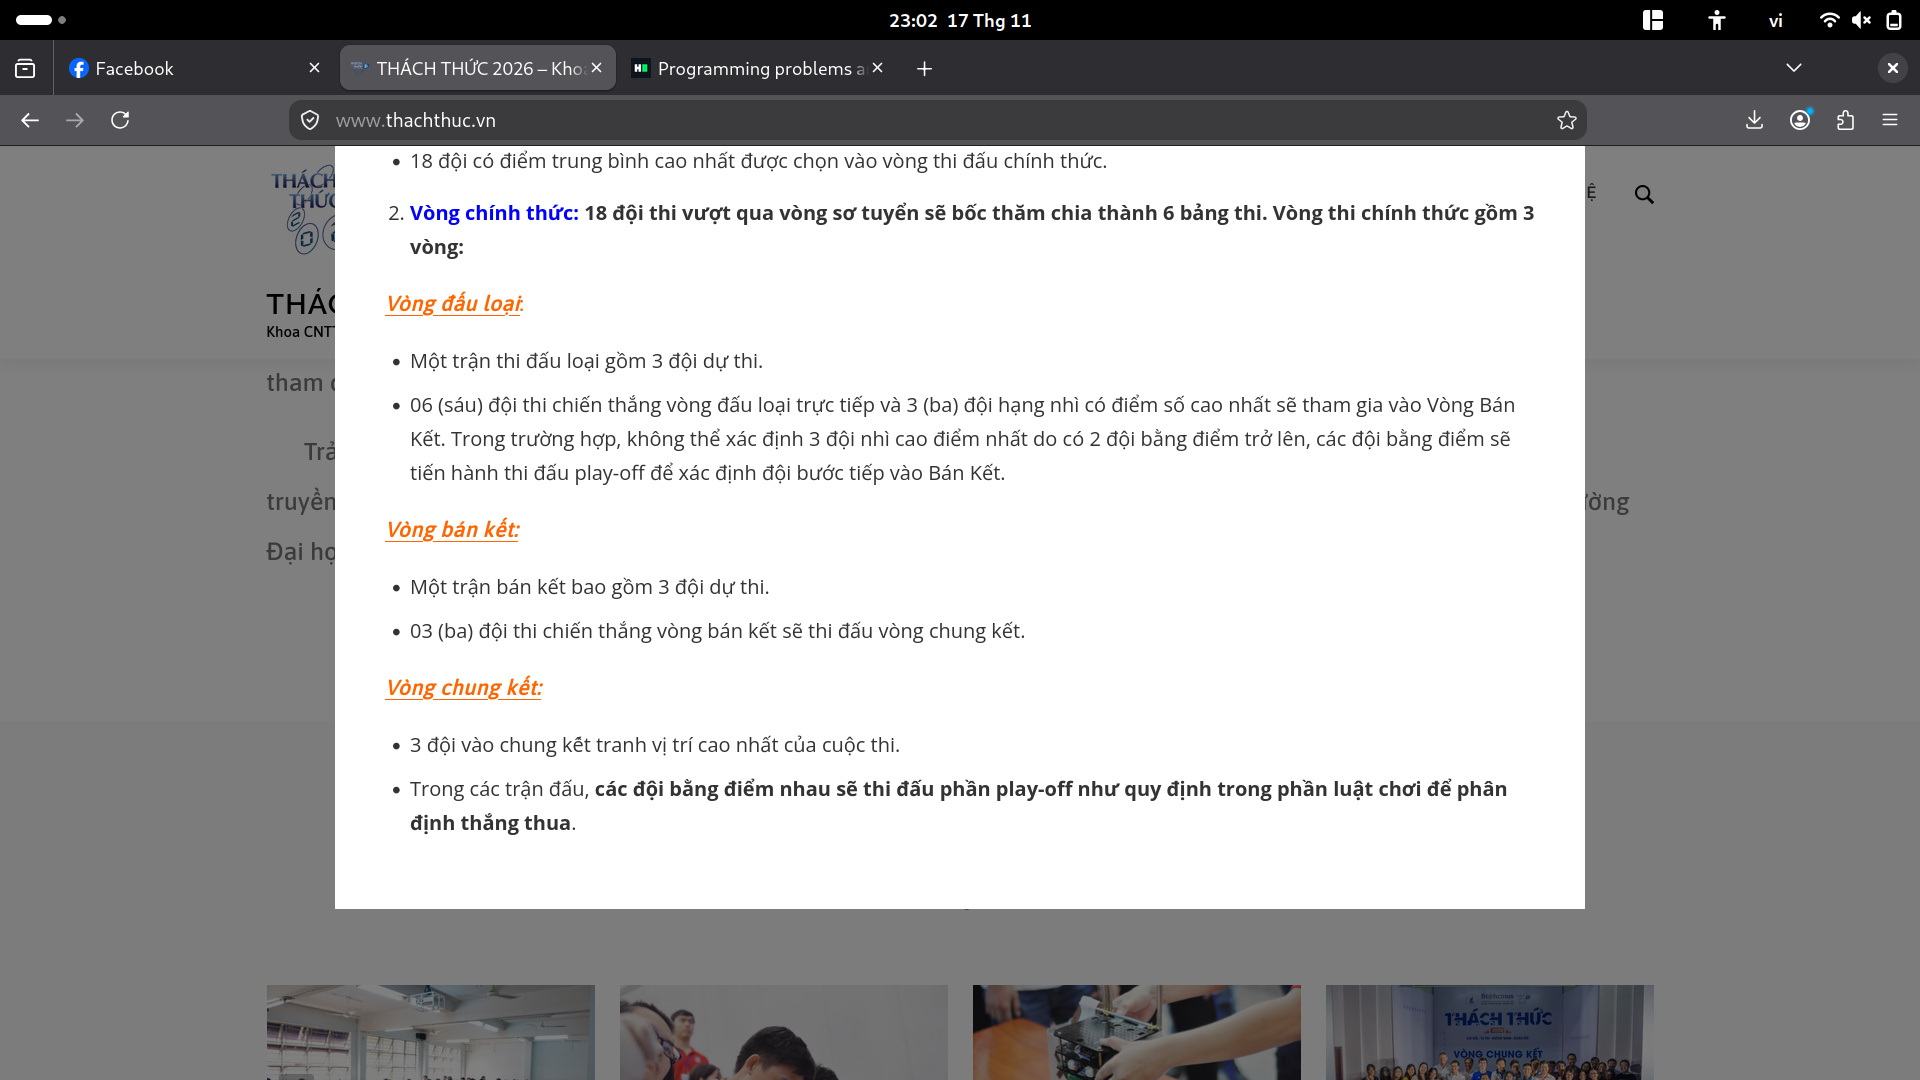 23:02 17 Thg 11
vi
Facebook
THÁCH THỨC 2026 – Kho
Programming problems a
www.thachthuc.vn
THÁCH
THỨC
Ệ
THÁC
Khoa CNTT
18 đội có điểm trung bình cao nhất được chọn vào vòng thi đấu chính thức.
2. Vòng chính thức: 18 đội thi vượt qua vòng sơ tuyển sẽ bốc thăm chia thành 6 bảng thi. Vòng thi chính thức gồm 3
vòng:
Vòng đấu loại:
Một trận thi đấu loại gồm 3 đội dự thi.
tham
06 (sáu) đội thi chiến thắng vòng đấu loại trực tiếp và 3 (ba) đội hạng nhì có điểm số cao nhất sẽ tham gia vào Vòng Bán
Kết. Trong trường hợp, không thể xác định 3 đội nhì cao điểm nhất do có 2 đội bằng điểm trở lên, các đội bằng điểm sẽ
Trả
tiến hành thi đấu play-off để xác định đội bước tiếp vào Bán Kết.
truyền
ường
Vòng bán kết:
Đại họ
Một trận bán kết bao gồm 3 đội dự thi.
03 (ba) đội thi chiến thắng vòng bán kết sẽ thi đấu vòng chung kết.
Vòng chung kết:
3 đội vào chung kết tranh vị trí cao nhất của cuộc thi.
Trong các trận đấu, các đội bằng điểm nhau sẽ thi đấu phần play-off như quy định trong phần luật chơi để phân
định thắng thua.
THÁCH THỨC
VÒNG CHUNG KẾT